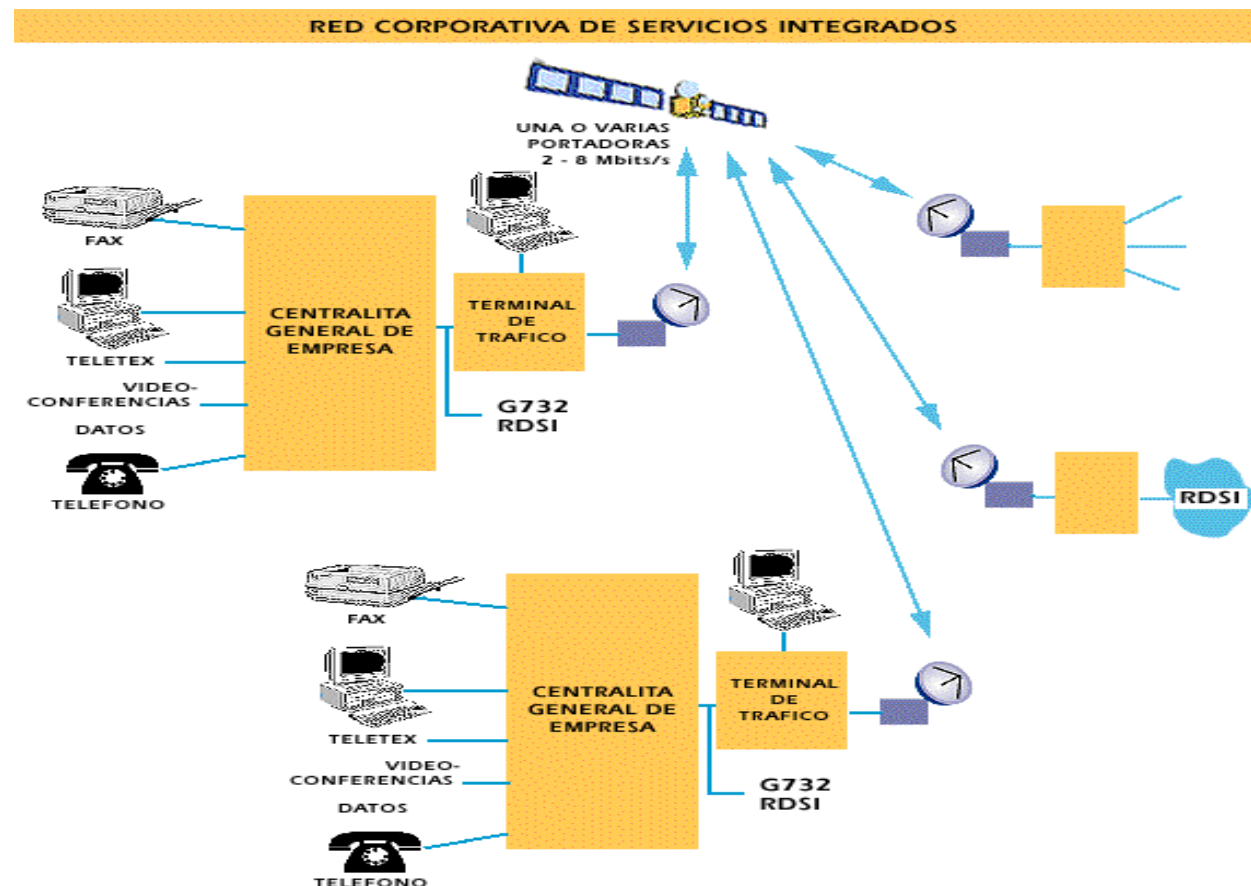 RED CORPORATIVA DE SERVICIOS INTEGRADOS
UNA O VARIAS
PORTADORAS
2 - 8 Mbits/s
FAX
TELETEX
VIDEO-
CONFERENCIAS
DATOS
TELEFONO
CENTRALITA
GENERAL DE
EMPRESA
TERMINAL
DE
TRAFICO
G732
RDSI
RDSI
FAX
TELETEX
VIDEO-
CONFERENCIAS
DATOS
TELEFONO
CENTRALITA
GENERAL DE
EMPRESA
TERMINAL
DE
TRAFICO
G732
RDSI